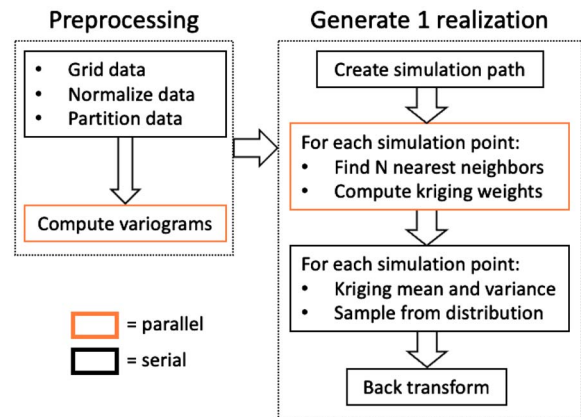 Preprocessing
• Grid data
• Normalize data
• Partition data
Compute variograms
= parallel
= serial
Generate 1 realization
Create simulation path
For each simulation point:
• Find N nearest neighbors
• Compute kriging weights
For each simulation point:
• Kriging mean and variance
• Sample from distribution
Back transform